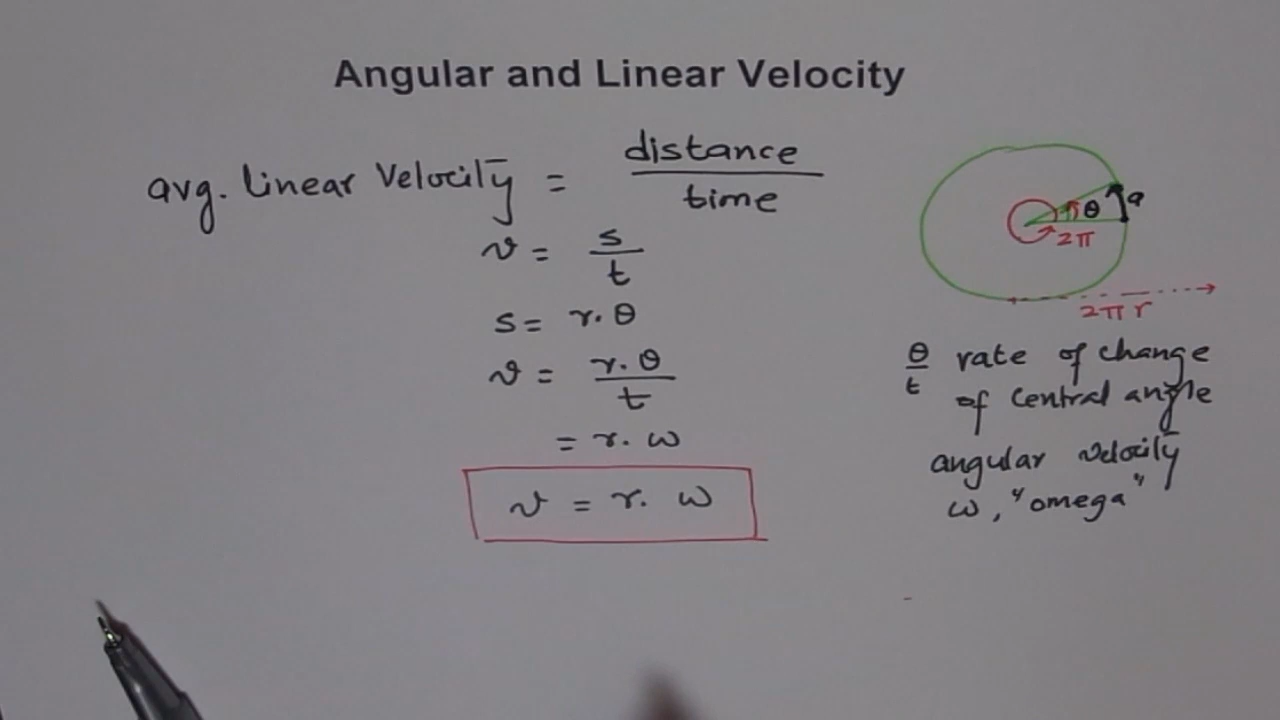 Angular and Linear Velocity
avg. Linear Velocity = distance / time
v = s / t
s = r. θ
v = r. θ / t
= r. ω
v = r. ω
θ a
2π
2π r
θ / t rate of change
of central angle
angular velocity
ω, "omega"